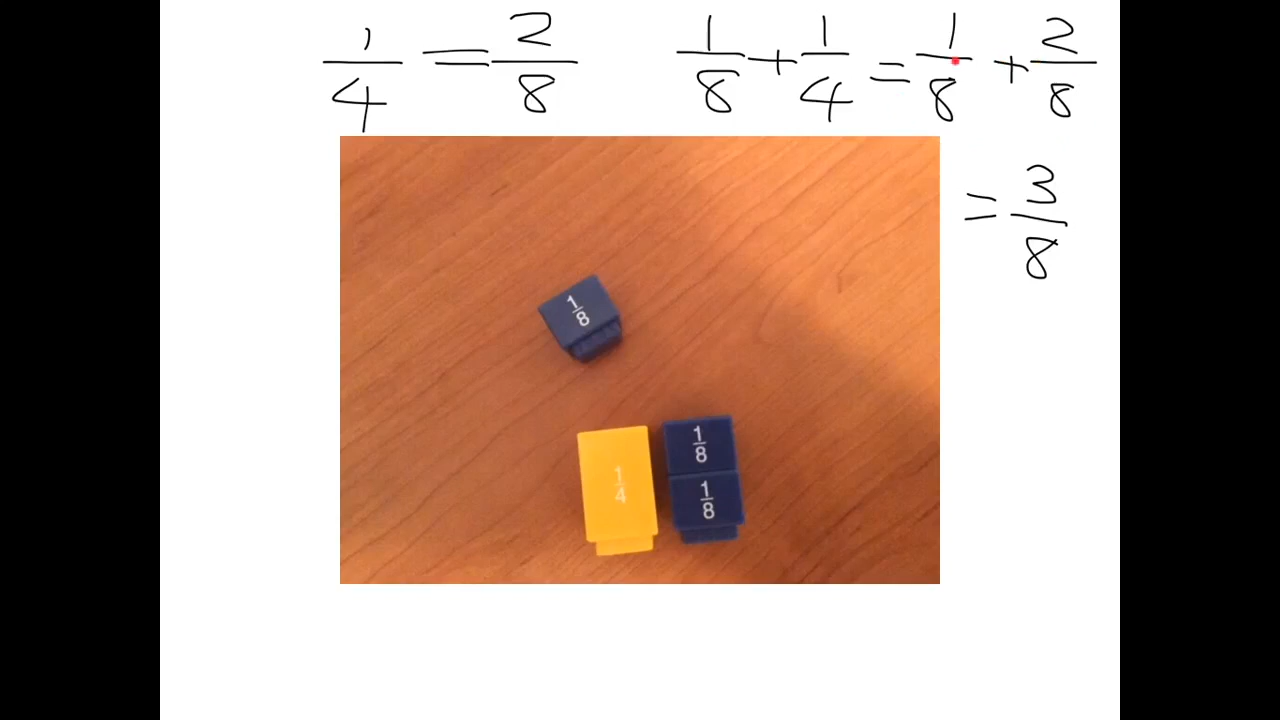 1/4 = 2/8
1/8 + 1/4 = 1/8 + 2/8
= 3/8
1/8
1/4
1/8
1/8